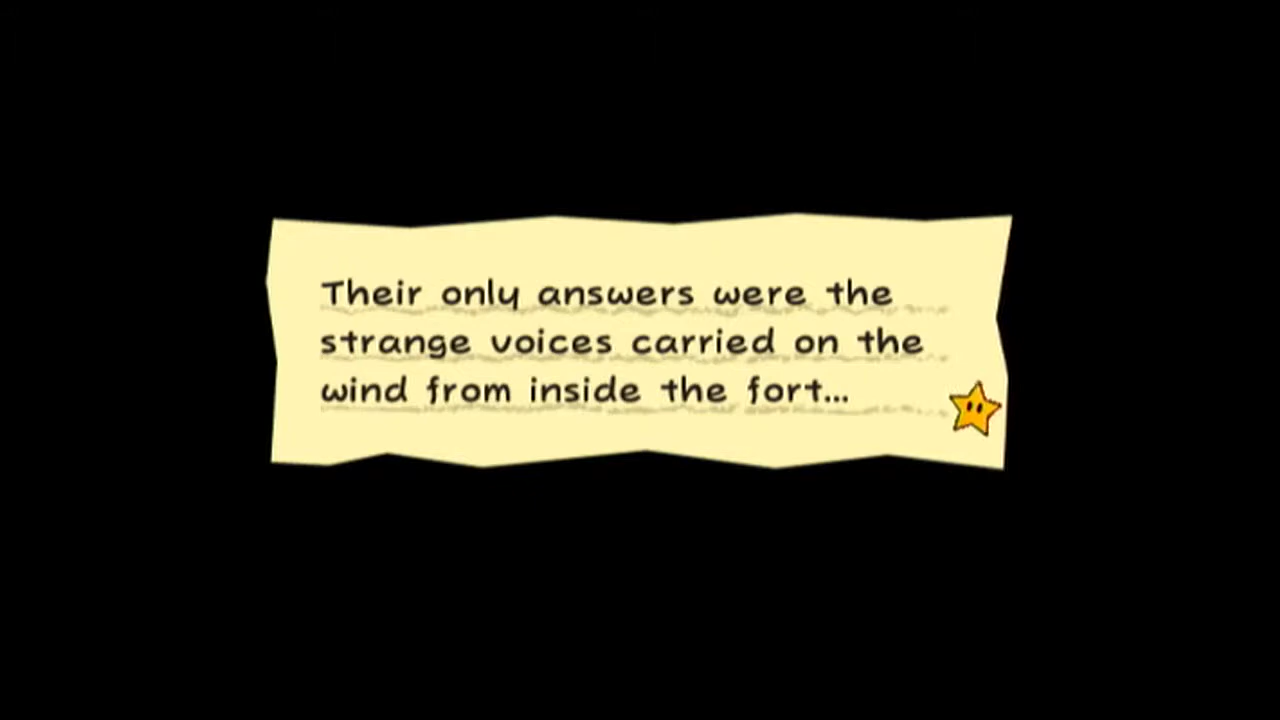 Their only answers were the
strange voices carried on the
wind from inside the fort...